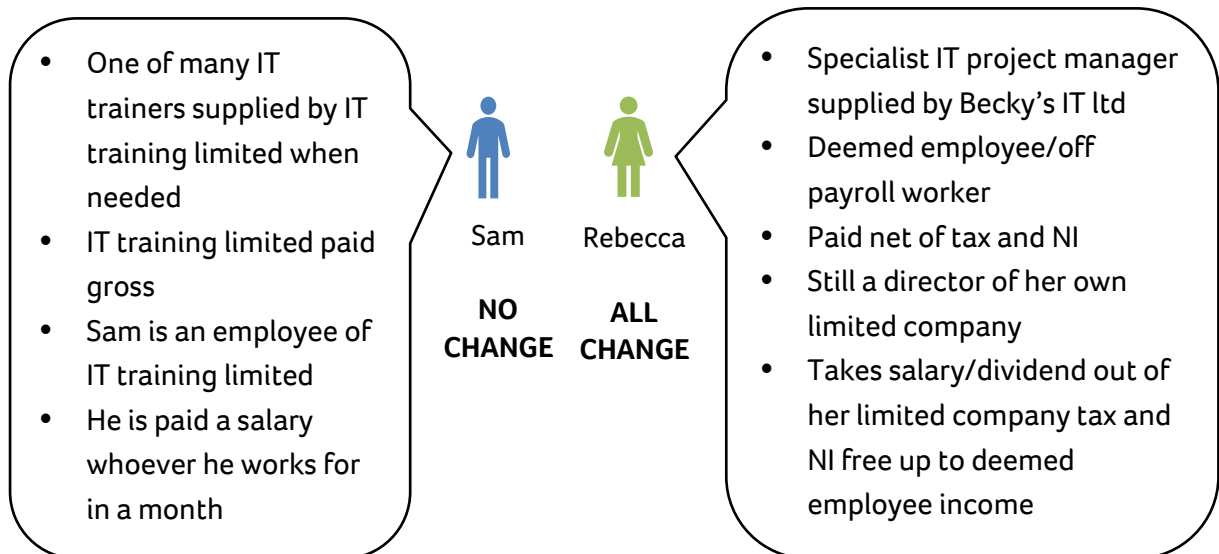 • One of many IT
trainers supplied by IT
training limited when
needed
• IT training limited paid
gross
• Sam is an employee of
IT training limited
• He is paid a salary
whoever he works for
in a month
Sam
NO
CHANGE
Rebecca
ALL
CHANGE
• Specialist IT project manager
supplied by Becky’s IT ltd
• Deemed employee/off
payroll worker
• Paid net of tax and NI
• Still a director of her own
limited company
• Takes salary/dividend out of
her limited company tax and
NI free up to deemed
employee income